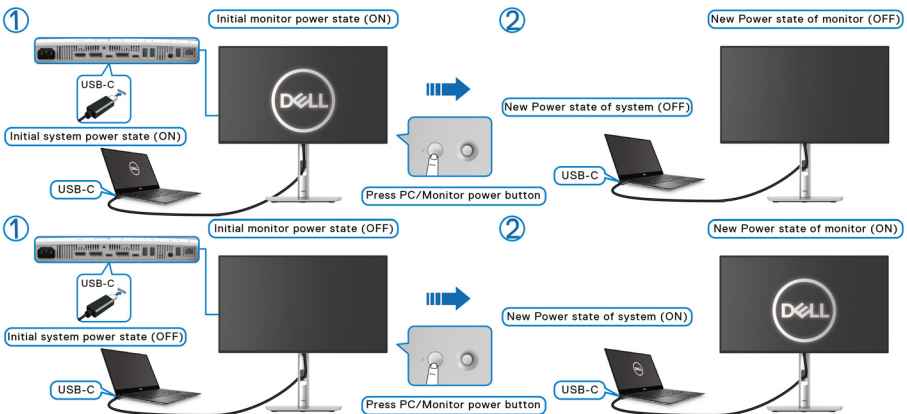 ①
Initial monitor power state (ON)
②
New Power state of monitor (OFF)
USB-C
DELL
New Power state of system (OFF)
Initial system power state (ON)
DELL
USB-C
USB-C
Press PC/Monitor power button
①
Initial monitor power state (OFF)
②
New Power state of monitor (ON)
USB-C
DELL
New Power state of system (ON)
Initial system power state (OFF)
DELL
USB-C
USB-C
Press PC/Monitor power button